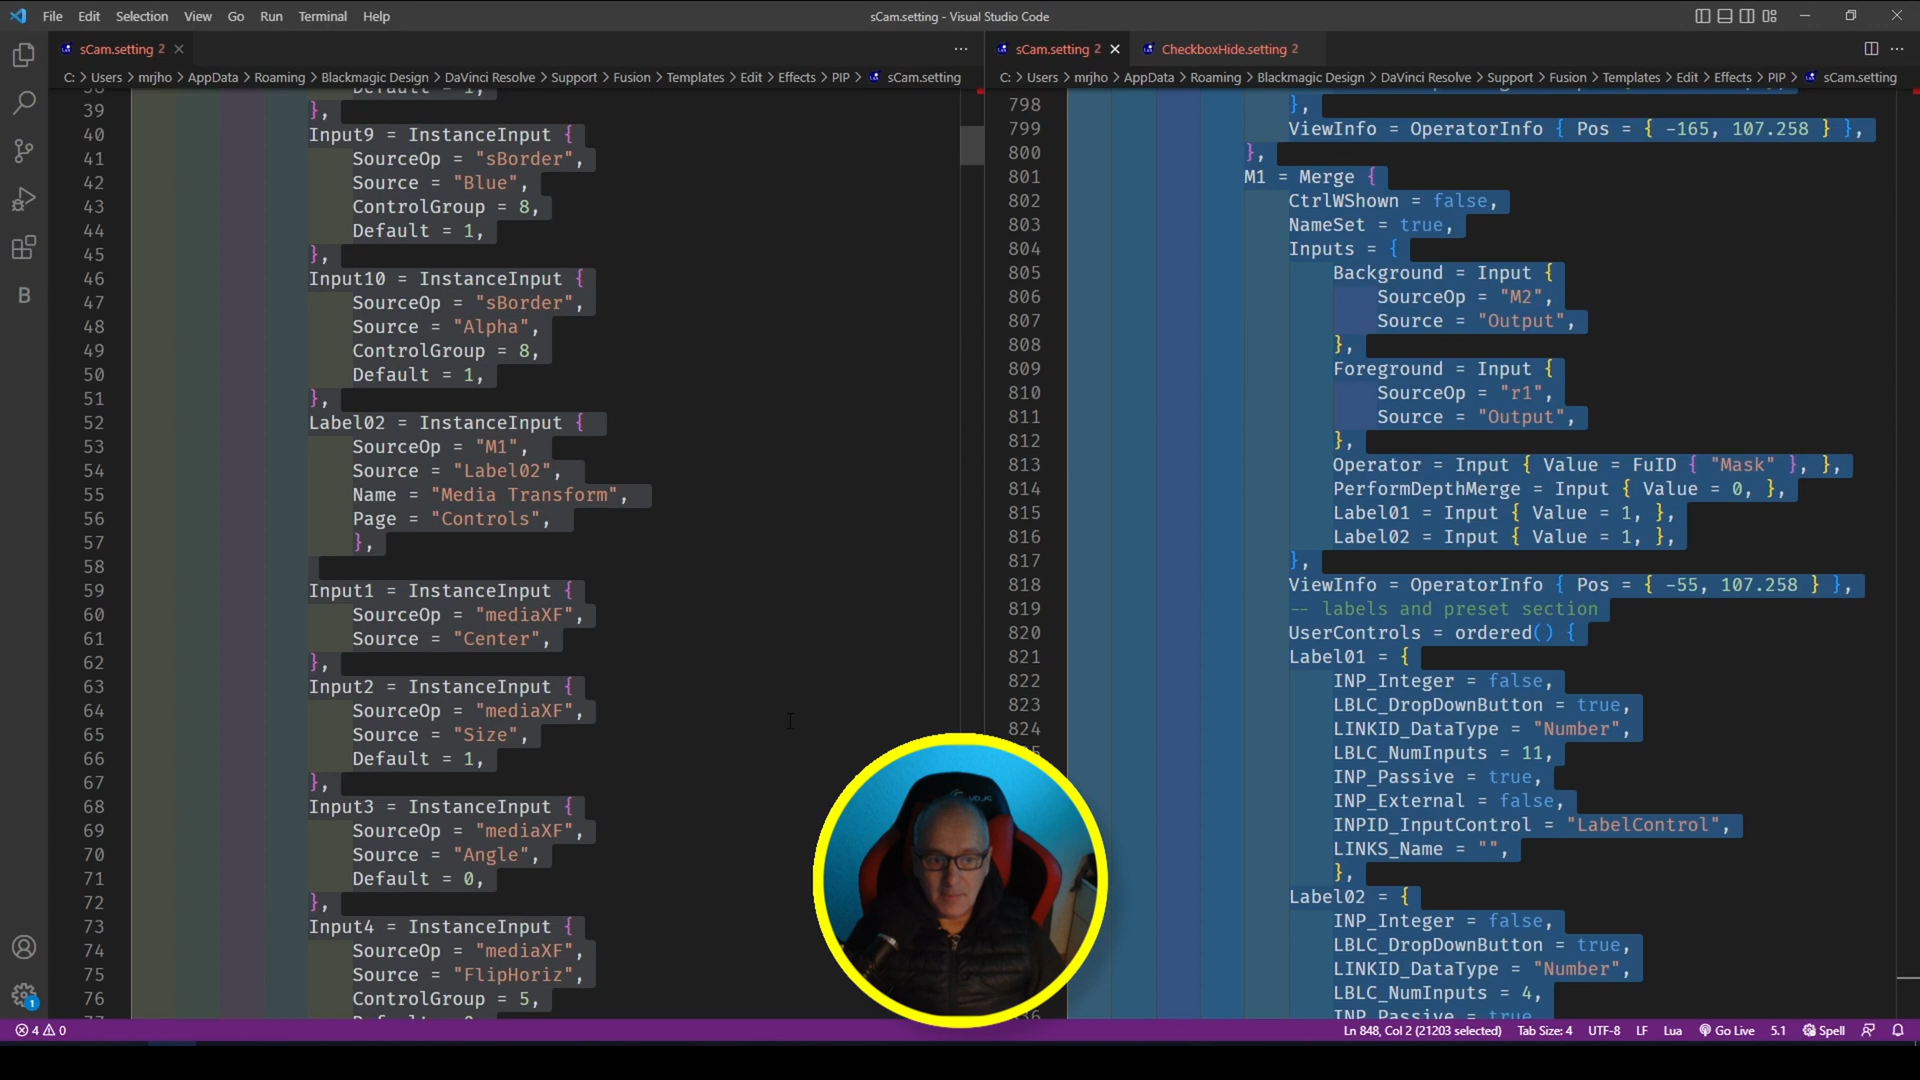 File Edit Selection View Go Run Terminal Help
sCam.setting - Visual Studio Code
sCam.setting 2
C: > Users > mrjho > AppData > Roaming > Blackmagic Design > DaVinci Resolve > Support > Fusion > Templates > Edit > Effects > PIP > sCam.setting
39 },
40 Input9 = InstanceInput {
41 SourceOp = "sBorder",
42 Source = "Blue",
43 ControlGroup = 8,
44 Default = 1,
45 },
46 Input10 = InstanceInput {
47 SourceOp = "sBorder",
48 Source = "Alpha",
49 ControlGroup = 8,
50 Default = 1,
51 },
52 Label02 = InstanceInput {
53 SourceOp = "M1",
54 Source = "Label02",
55 Name = "Media Transform",
56 Page = "Controls",
57 },
58
59 Input1 = InstanceInput {
60 SourceOp = "mediaXF",
61 Source = "Center",
62 },
63 Input2 = InstanceInput {
64 SourceOp = "mediaXF",
65 Source = "Size",
66 Default = 1,
67 },
68 Input3 = InstanceInput {
69 SourceOp = "mediaXF",
70 Source = "Angle",
71 Default = 0,
72 },
73 Input4 = InstanceInput {
74 SourceOp = "mediaXF",
75 Source = "FlipHoriz",
76 ControlGroup = 5,
sCam.setting 2
CheckboxHide.setting 2
C: > Users > mrjho > AppData > Roaming > Blackmagic Design > DaVinci Resolve > Support > Fusion > Templates > Edit > Effects > PIP > sCam.setting
798 },
799 ViewInfo = OperatorInfo { Pos = { -165, 107.258 } },
800 },
801 M1 = Merge {
802 CtrlWShown = false,
803 NameSet = true,
804 Inputs = {
805 Background = Input {
806 SourceOp = "M2",
807 Source = "Output",
808 },
809 Foreground = Input {
810 SourceOp = "r1",
811 Source = "Output",
812 },
813 Operator = Input { Value = FuID { "Mask" }, },
814 PerformDepthMerge = Input { Value = 0, },
815 Label01 = Input { Value = 1, },
816 Label02 = Input { Value = 1, },
817 },
818 ViewInfo = OperatorInfo { Pos = { -55, 107.258 } },
819 -- labels and preset section
820 UserControls = ordered() {
821 Label01 = {
822 INP_Integer = false,
823 LBLC_DropDownButton = true,
824 LINKID_DataType = "Number",
LBLC_NumInputs = 11,
INP_Passive = true,
INP_External = false,
INPID_InputControl = "LabelControl",
LINKS_Name = "",
},
Label02 = {
INP_Integer = false,
LBLC_DropDownButton = true,
LINKID_DataType = "Number",
LBLC_NumInputs = 4,
INP_Passive = true,
4 0
Ln 848, Col 2 (21203 selected) Tab Size: 4 UTF-8 LF Lua Go Live 5.1 Spell